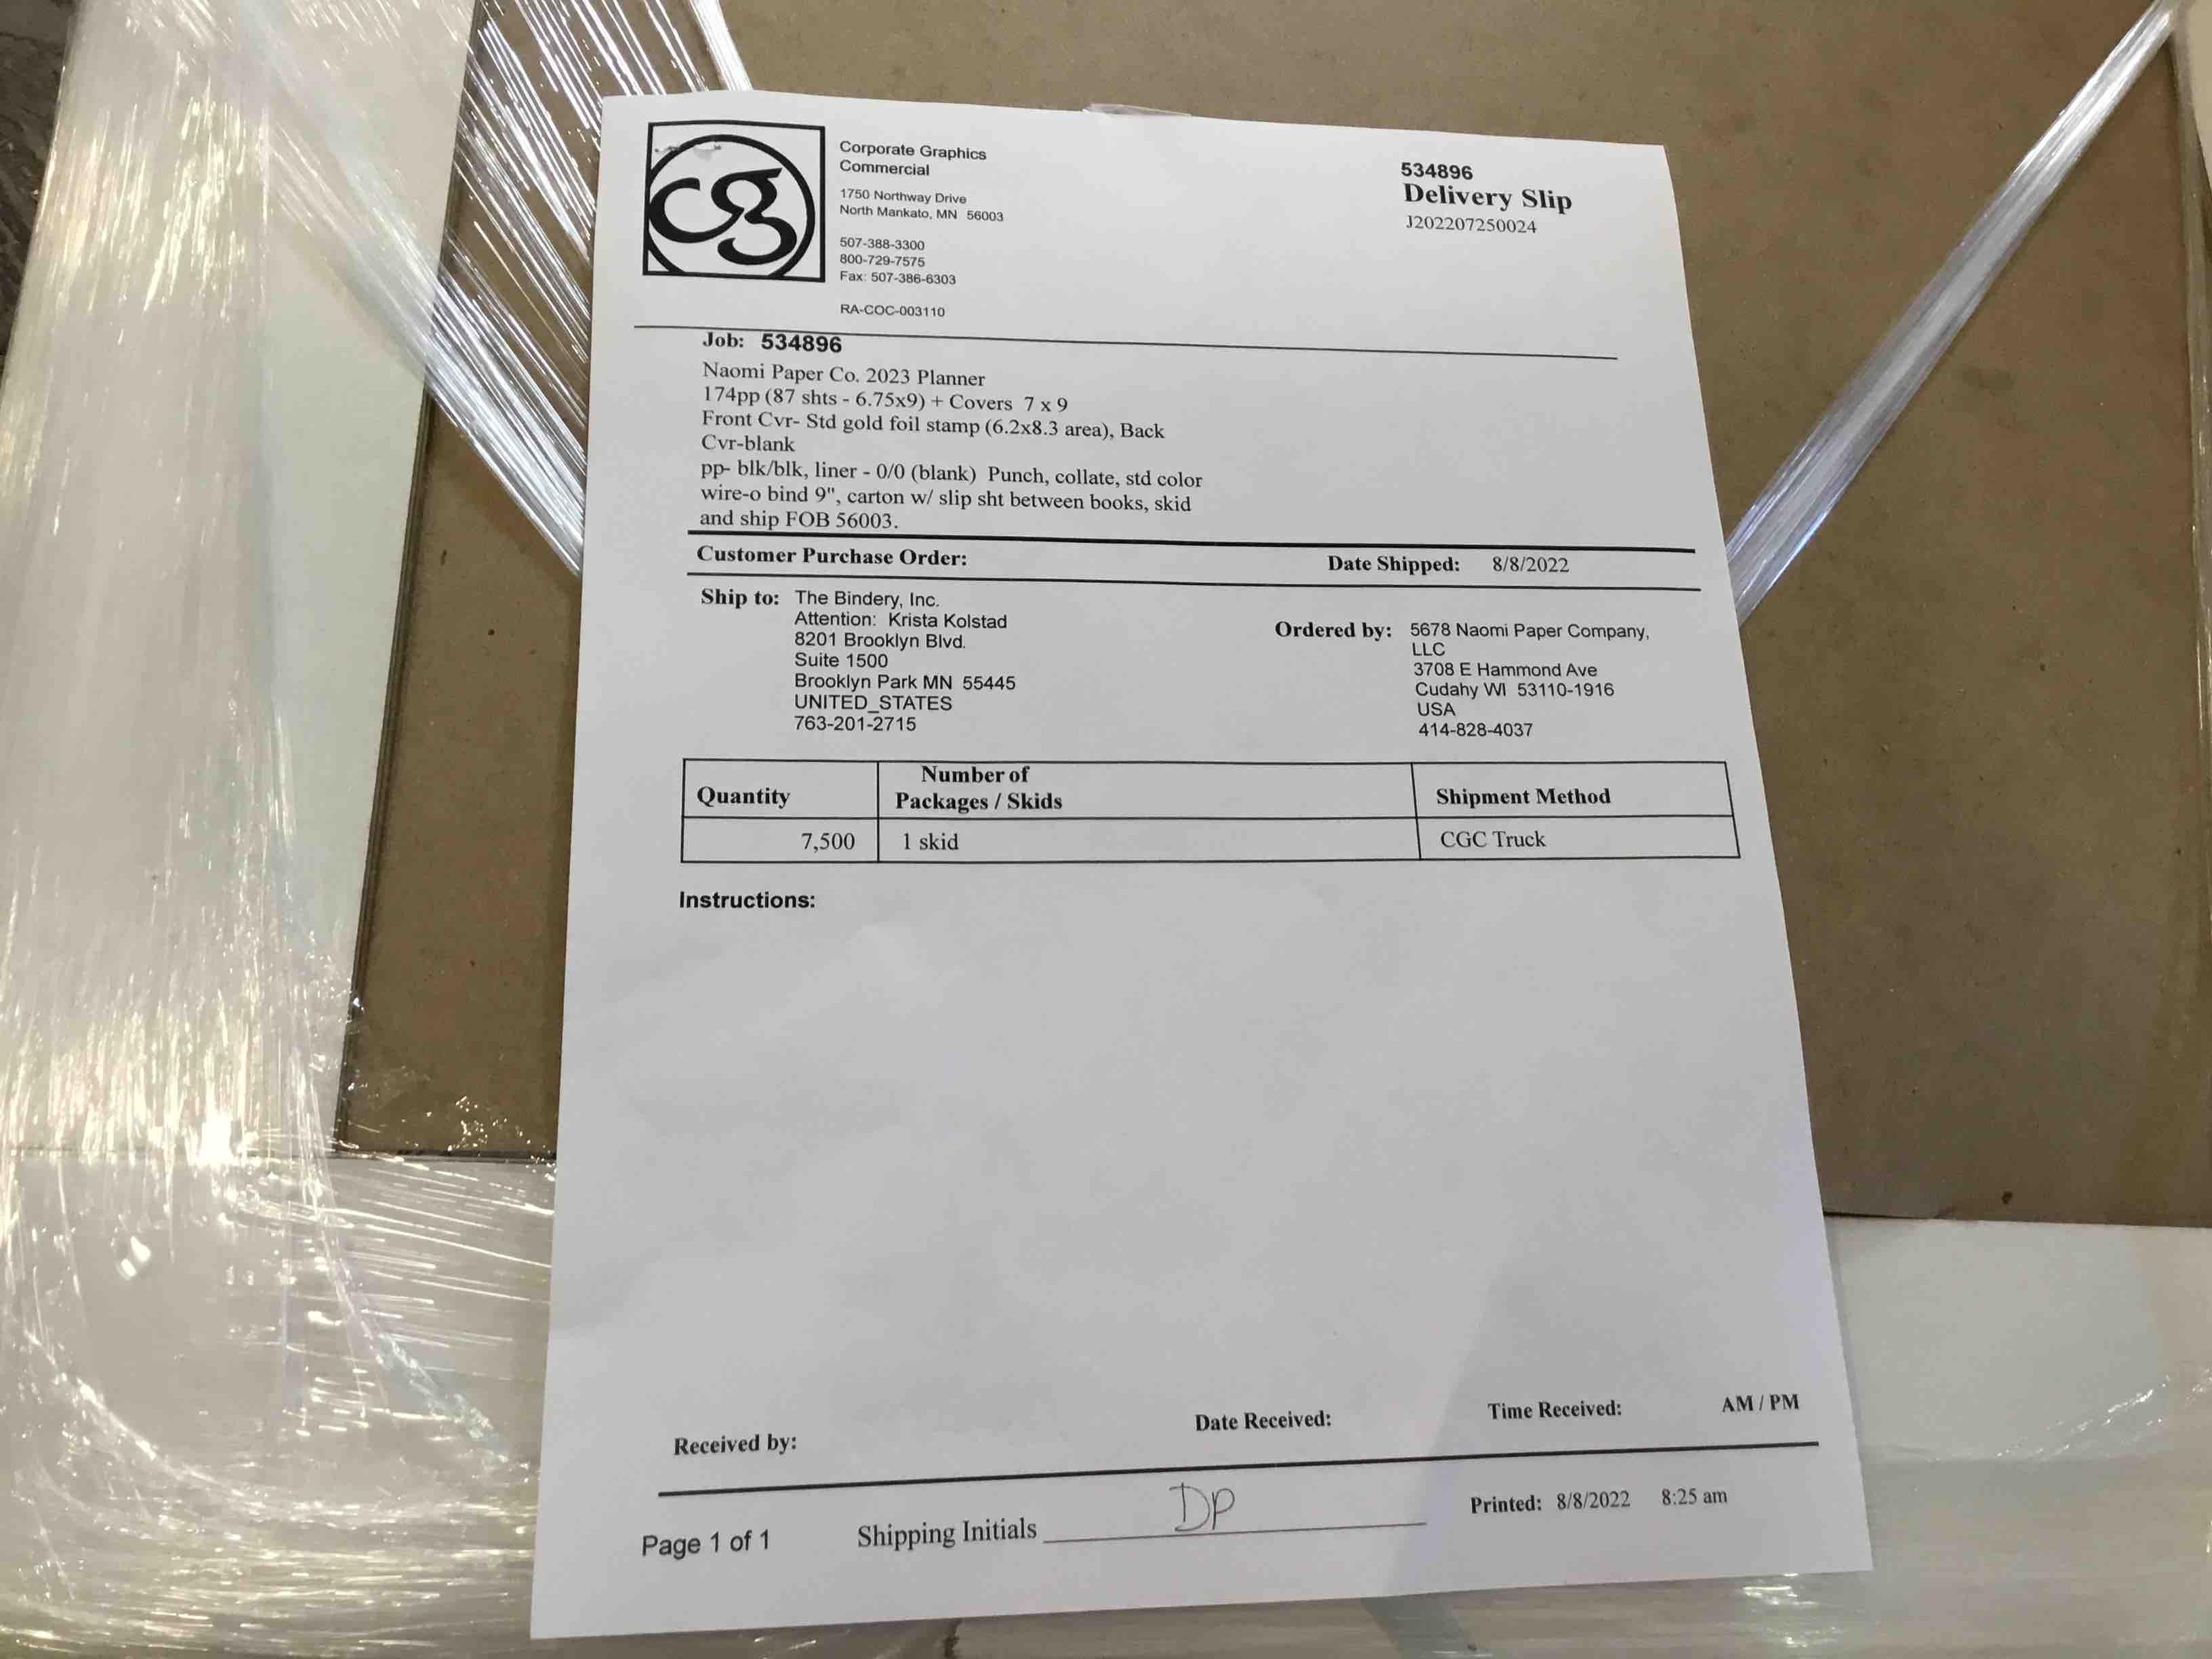 cg
Corporate Graphics
Commercial
1750 Northway Drive
North Mankato, MN 56003
507-388-3300
800-729-7575
Fax: 507-386-6303
RA-COC-003110
534896
Delivery Slip
J202207250024
Job: 534896
Naomi Paper Co. 2023 Planner
174pp (87 shts - 6.75x9) + Covers 7 x 9
Front Cvr- Std gold foil stamp (6.2x8.3 area), Back
Cvr-blank
pp- blk/blk, liner - 0/0 (blank) Punch, collate, std color
wire-o bind 9", carton w/ slip sht between books, skid
and ship FOB 56003.
Customer Purchase Order:
Date Shipped: 8/8/2022
Ship to: The Bindery, Inc.
Attention: Krista Kolstad
8201 Brooklyn Blvd.
Suite 1500
Brooklyn Park MN 55445
UNITED_STATES
763-201-2715
Ordered by: 5678 Naomi Paper Company,
LLC
3708 E Hammond Ave
Cudahy WI 53110-1916
USA
414-828-4037
Quantity
Number of
Packages / Skids
Shipment Method
7,500
1 skid
CGC Truck
Instructions:
Received by:
Date Received:
Time Received:
AM / PM
Page 1 of 1
Shipping Initials DP
Printed: 8/8/2022 8:25 am